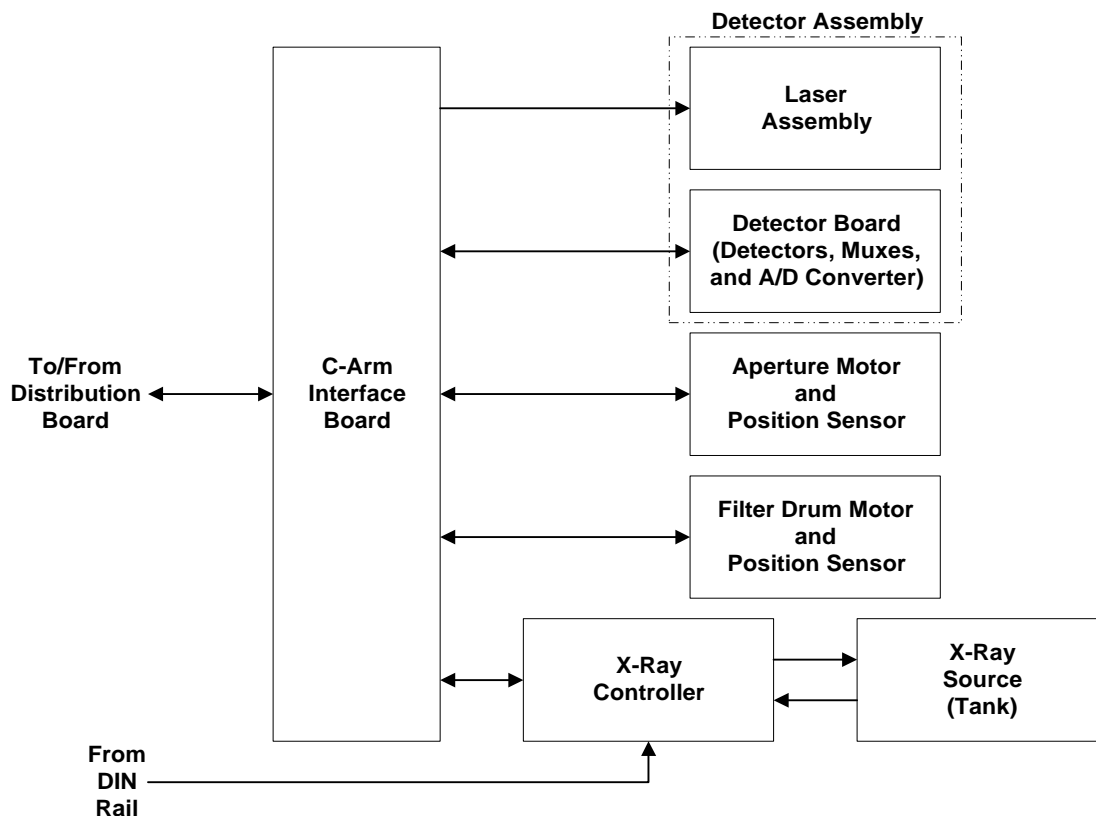 Detector Assembly
Laser
Assembly
Detector Board
(Detectors, Muxes,
and A/D Converter)
To/From
Distribution
Board
C-Arm
Interface
Board
Aperture Motor
and
Position Sensor
Filter Drum Motor
and
Position Sensor
X-Ray
Controller
X-Ray
Source
(Tank)
From
DIN
Rail